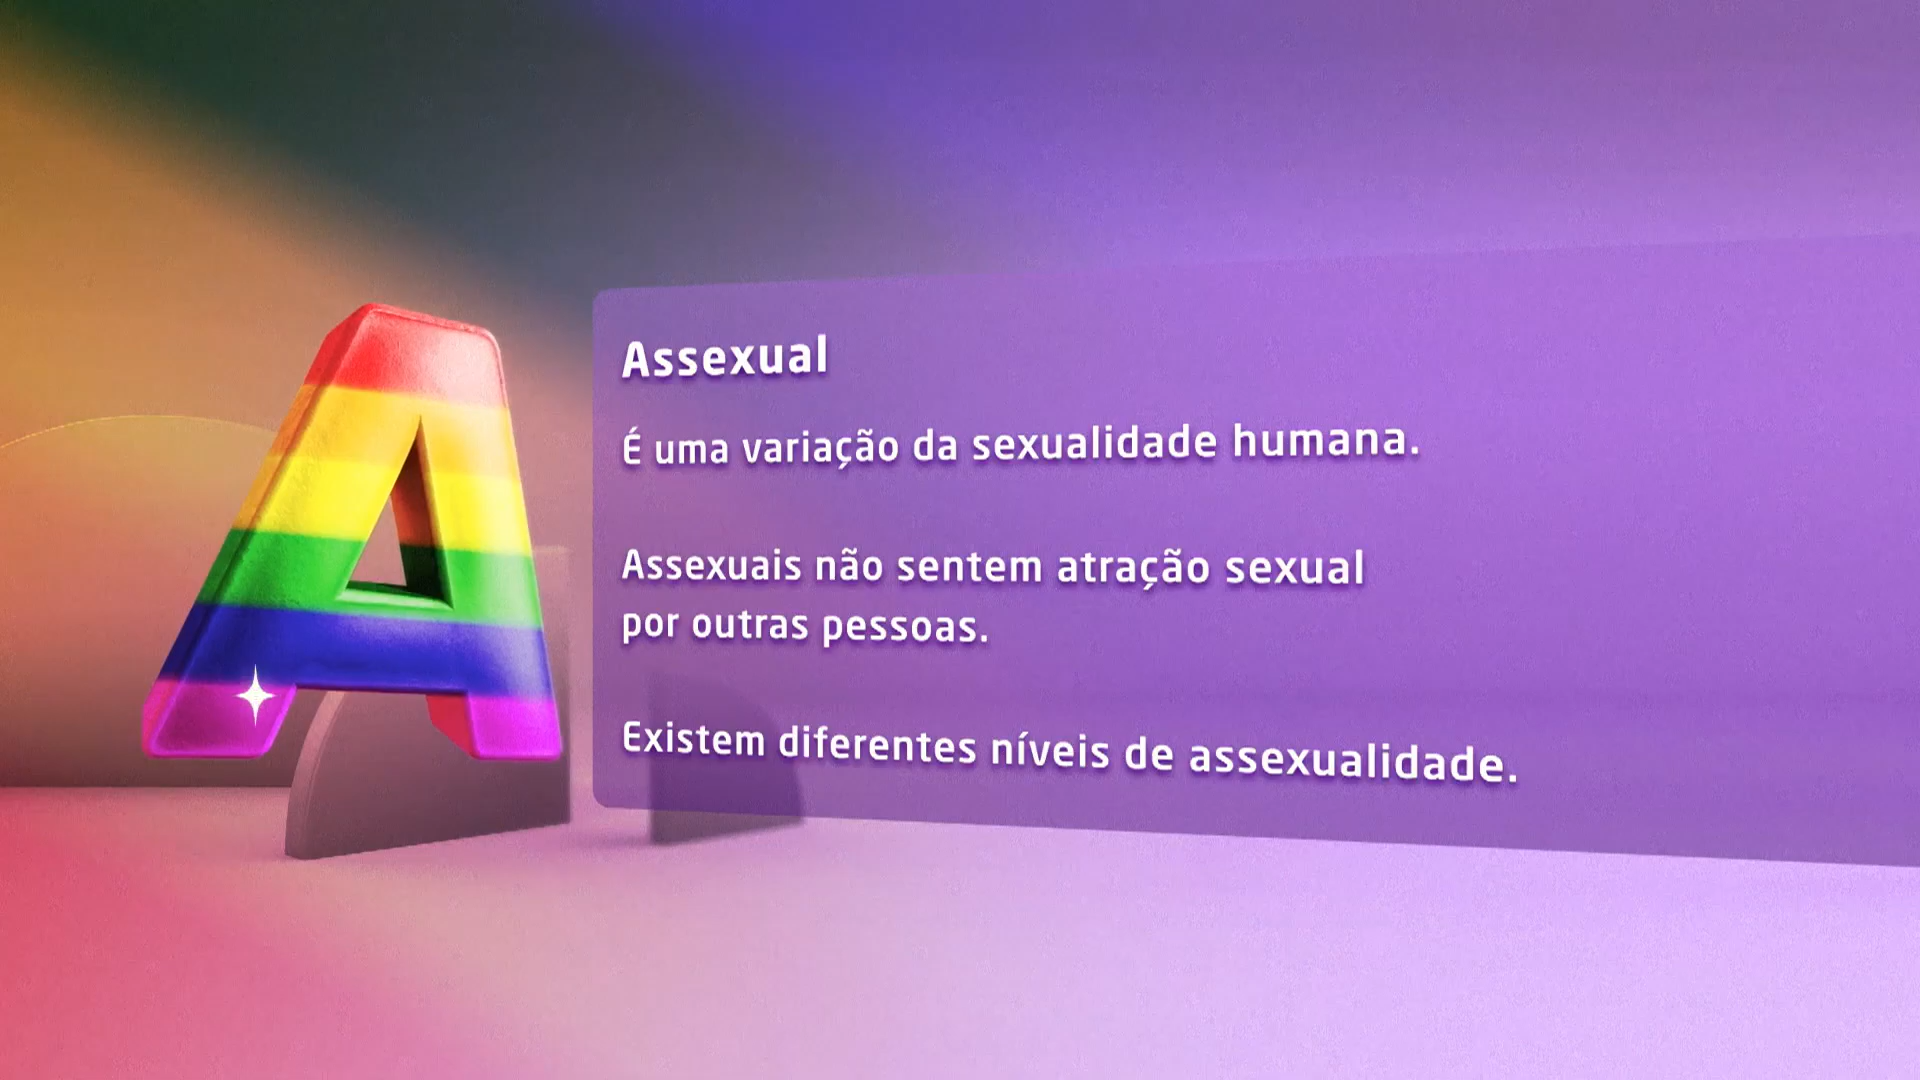 A
Assexual
É uma variação da sexualidade humana.
Assexuais não sentem atração sexual
por outras pessoas.
Existem diferentes níveis de assexualidade.